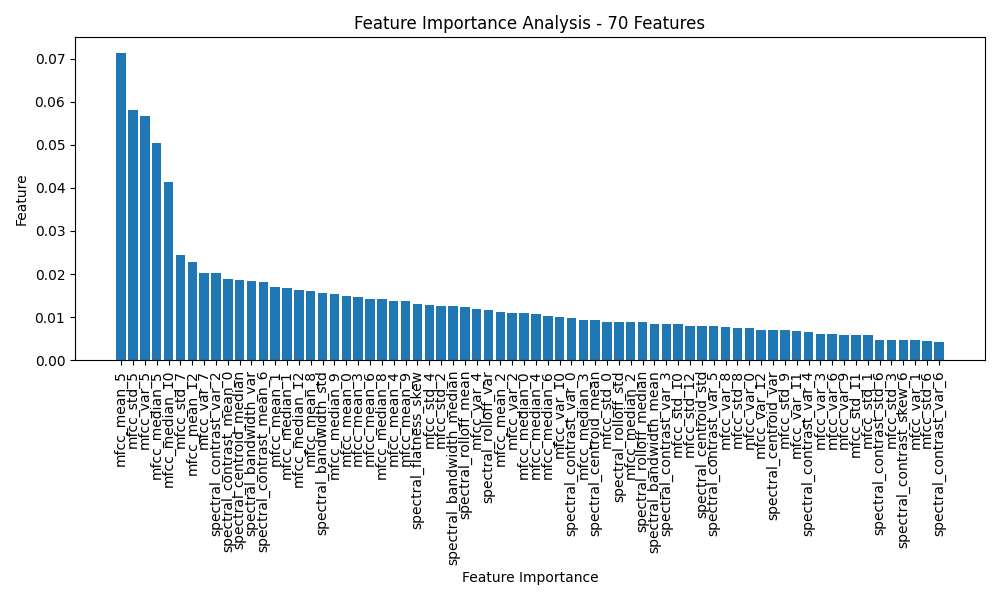 Feature Importance Analysis - 70 Features
0.07
0.06
0.05
0.04
0.03
0.02
0.01
0.00
Feature
mfcc_mean_5
mfcc_std_5
mfcc_var_5
mfcc_median_5
mfcc_median_10
mfcc_std_7
mfcc_mean_12
mfcc_var_7
spectral_contrast_var_2
spectral_contrast_mean_0
spectral_centroid_median
spectral_bandwidth_var
spectral_contrast_mean_6
mfcc_mean_1
mfcc_median_1
mfcc_median_12
mfcc_mean_8
spectral_bandwidth_std
mfcc_median_9
mfcc_mean_0
mfcc_mean_3
mfcc_mean_6
mfcc_median_8
mfcc_median_4
mfcc_mean_9
spectral_flatness_skew
mfcc_std_4
mfcc_std_2
spectral_bandwidth_median
spectral_rolloff_mean
mfcc_var_4
spectral_rolloff_var
mfcc_mean_2
mfcc_var_2
mfcc_median_0
mfcc_mean_4
mfcc_median_6
mfcc_var_10
spectral_contrast_var_0
mfcc_median_3
spectral_centroid_mean
mfcc_std_0
spectral_rolloff_std
mfcc_median_2
spectral_rolloff_median
spectral_bandwidth_mean
spectral_contrast_var_3
mfcc_std_10
mfcc_std_12
spectral_centroid_std
spectral_contrast_var_5
mfcc_var_8
mfcc_std_8
mfcc_var_0
mfcc_var_12
spectral_centroid_var
mfcc_std_9
mfcc_var_11
spectral_contrast_var_4
mfcc_var_3
mfcc_var_6
mfcc_var_9
mfcc_std_11
mfcc_std_1
spectral_contrast_std_6
mfcc_std_3
spectral_contrast_skew_6
mfcc_var_1
mfcc_std_6
spectral_contrast_var_6
Feature Importance